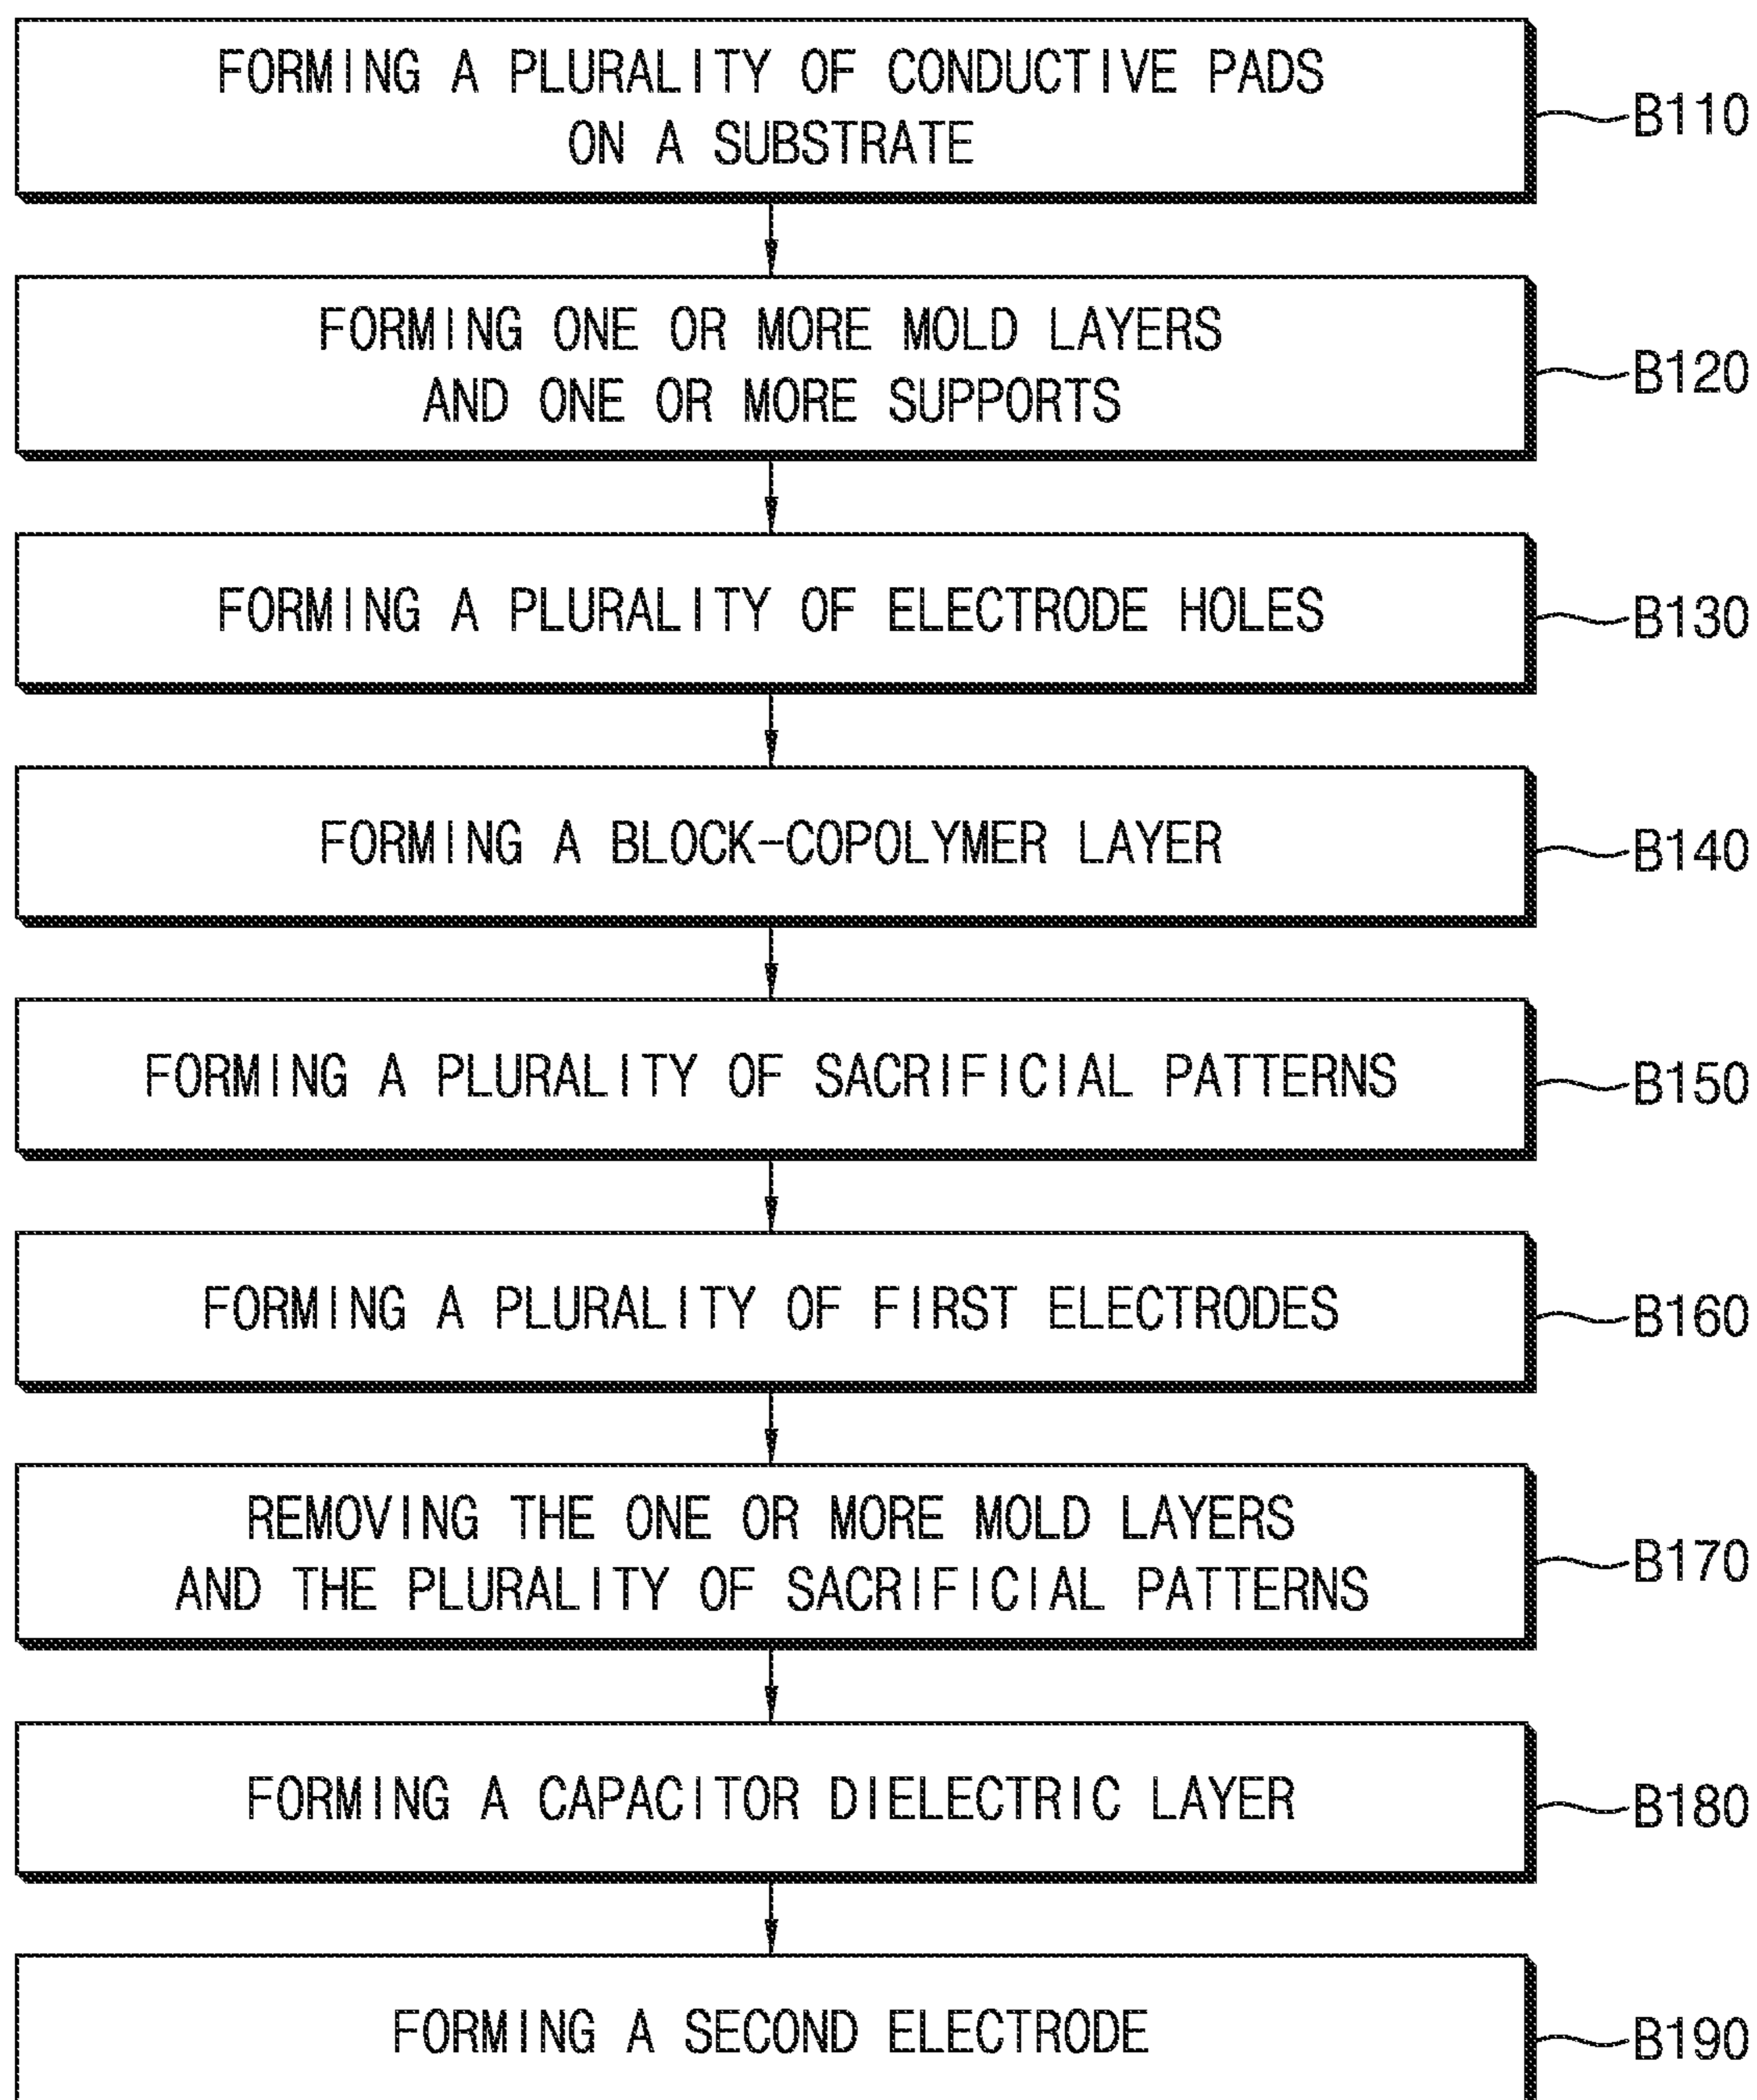 FORMING A PLURALITY OF CONDUCTIVE PADS
ON A SUBSTRATE
B110
FORMING ONE OR MORE MOLD LAYERS
AND ONE OR MORE SUPPORTS
B120
FORMING A PLURALITY OF ELECTRODE HOLES
B130
FORMING A BLOCK-COPOLYMER LAYER
B140
FORMING A PLURALITY OF SACRIFICIAL PATTERNS
B150
FORMING A PLURALITY OF FIRST ELECTRODES
B160
REMOVING THE ONE OR MORE MOLD LAYERS
AND THE PLURALITY OF SACRIFICIAL PATTERNS
B170
FORMING A CAPACITOR DIELECTRIC LAYER
B180
FORMING A SECOND ELECTRODE
B190